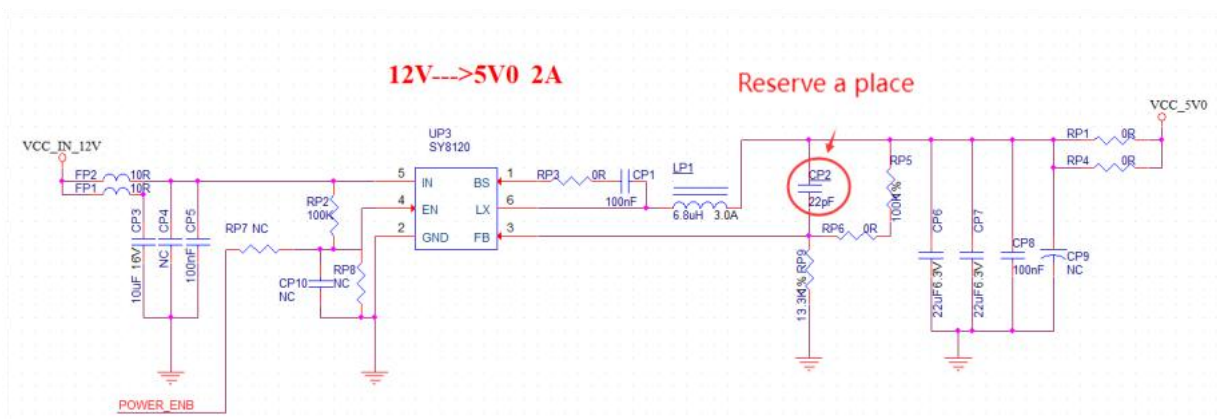 12V--->5V0 2A
Reserve a place
VCC_5V0
VCC_IN_12V
UP3
SY8120
RP1 0R
RP4 0R
FP2 10R
FP1 10R
5 IN BS 1
4 EN LX 6
2 GND FB 3
RP3 0R CP1
100nF
LP1
6.8uH 3.0A
CP2
22pF
RP5
100K1%
RP6 0R
RP9
13.3K1%
RP2
100K
RP7 NC
RP8
NC
CP10
NC
CP3
10uF 16V
CP4
NC
CP5
100nF
CP6
22uF6.3V
CP7
22uF6.3V
CP8
100nF
CP9
NC
POWER_ENB